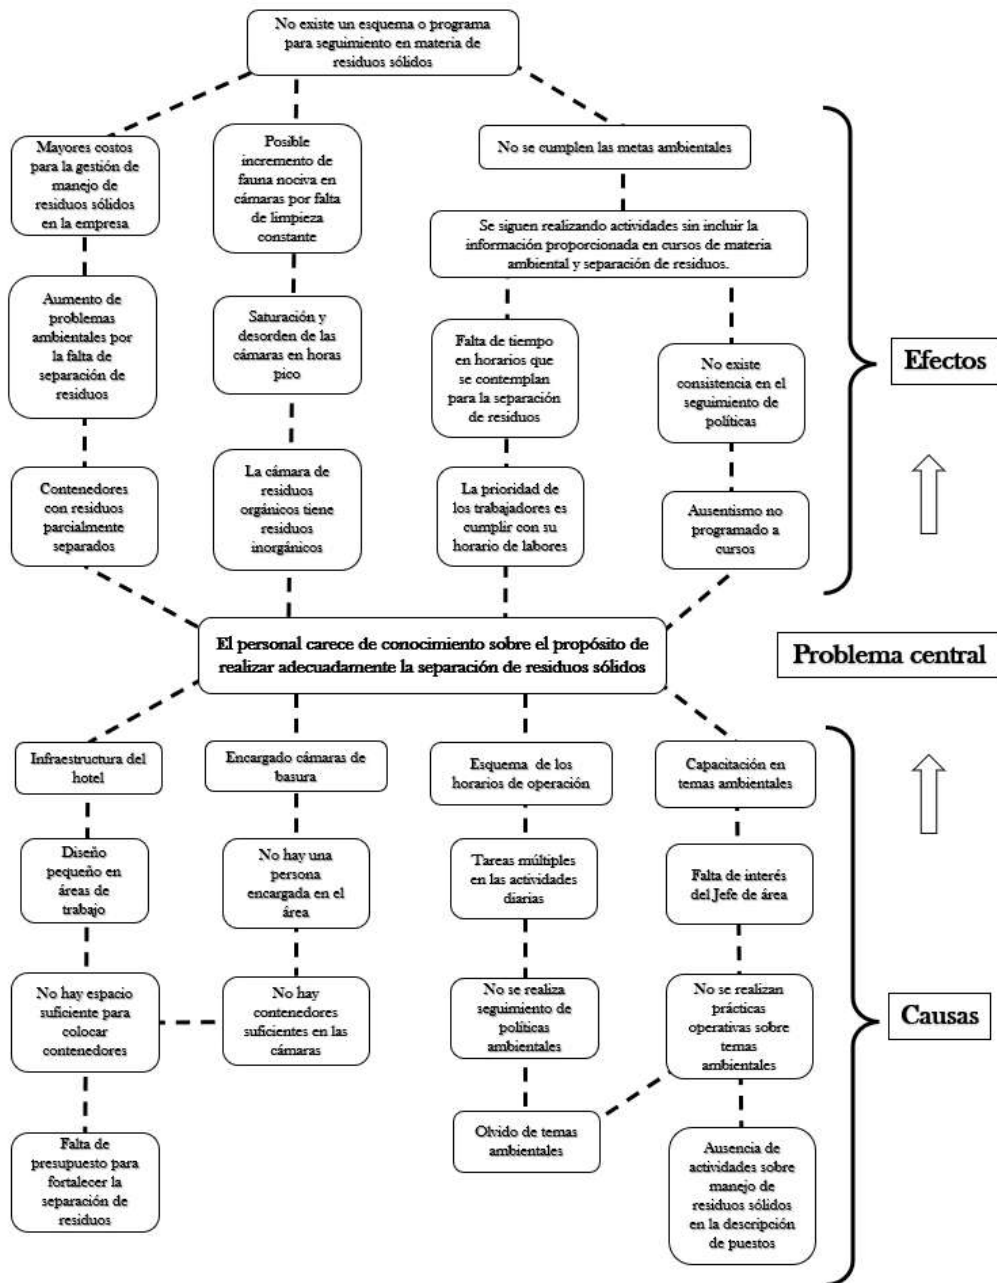 No existe un esquema o programa
para seguimiento en materia de
residuos sólidos
Mayores costos
para la gestión de
manejo de
residuos sólidos
en la empresa
Posible
incremento de
fauna nociva en
cámaras por falta
de limpieza
constante
No se cumplen las metas ambientales
Se siguen realizando actividades sin incluir la
información proporcionada en cursos de materia
ambiental y separación de residuos.
Aumento de
problemas
ambientales por
la falta de
separación de
residuos
Saturación y
desorden de las
cámaras en horas
pico
Falta de tiempo
en horarios que
se contemplan
para la separación
de residuos
No existe
consistencia en el
seguimiento de
políticas
Efectos
Contenedores
con residuos
parcialmente
separados
La cámara de
residuos
orgánicos tiene
residuos
inorgánicos
La prioridad de
los trabajadores es
cumplir con su
horario de labores
Ausentismo no
programado a
cursos
El personal carece de conocimiento sobre el propósito de
realizar adecuadamente la separación de residuos sólidos
Problema central
Infraestructura del
hotel
Encargado cámaras de
basura
Esquema de los
horarios de operación
Capacitación en
temas ambientales
Diseño
pequeño en
áreas de
trabajo
No hay una
persona
encargada en el
área
Tareas múltiples
en las actividades
diarias
Falta de interés
del Jefe de área
No hay espacio
suficiente para
colocar
contenedores
No hay
contenedores
suficientes en las
cámaras
No se realiza
seguimiento de
políticas
ambientales
No se realizan
prácticas
operativas sobre
temas
ambientales
Causas
Falta de
presupuesto para
fortalecer la
separación de
residuos
Olvido de temas
ambientales
Ausencia de
actividades sobre
manejo de
residuos sólidos
en la descripción
de puestos